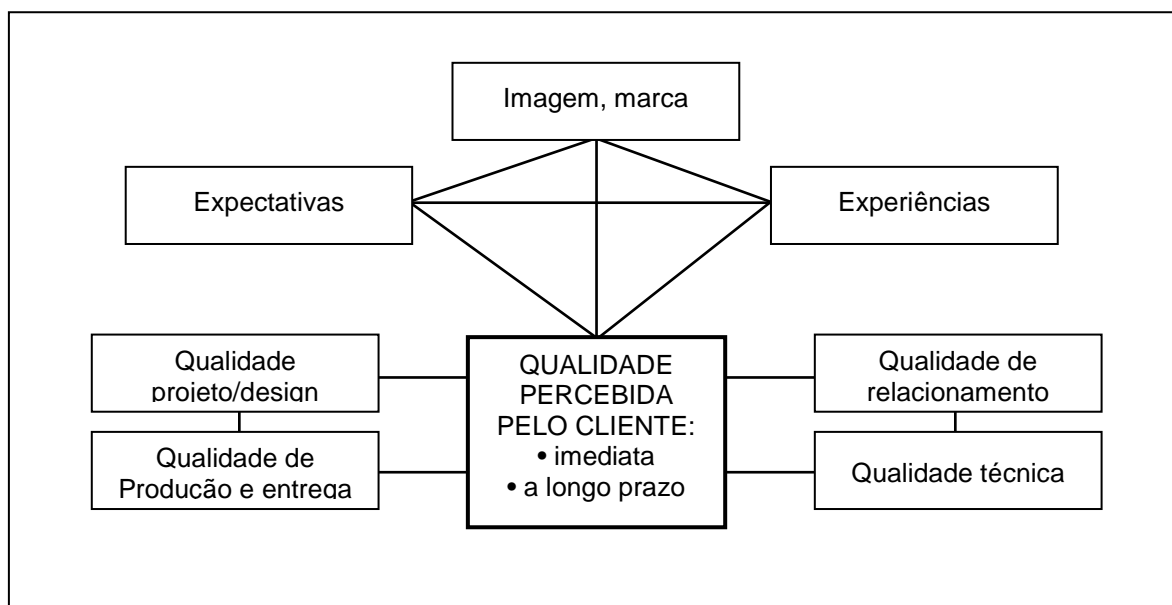 Imagem, marca
Expectativas
Experiências
Qualidade
projeto/design
QUALIDADE
PERCEBIDA
PELO CLIENTE:
• imediata
• a longo prazo
Qualidade de
relacionamento
Qualidade de
Produção e entrega
Qualidade técnica